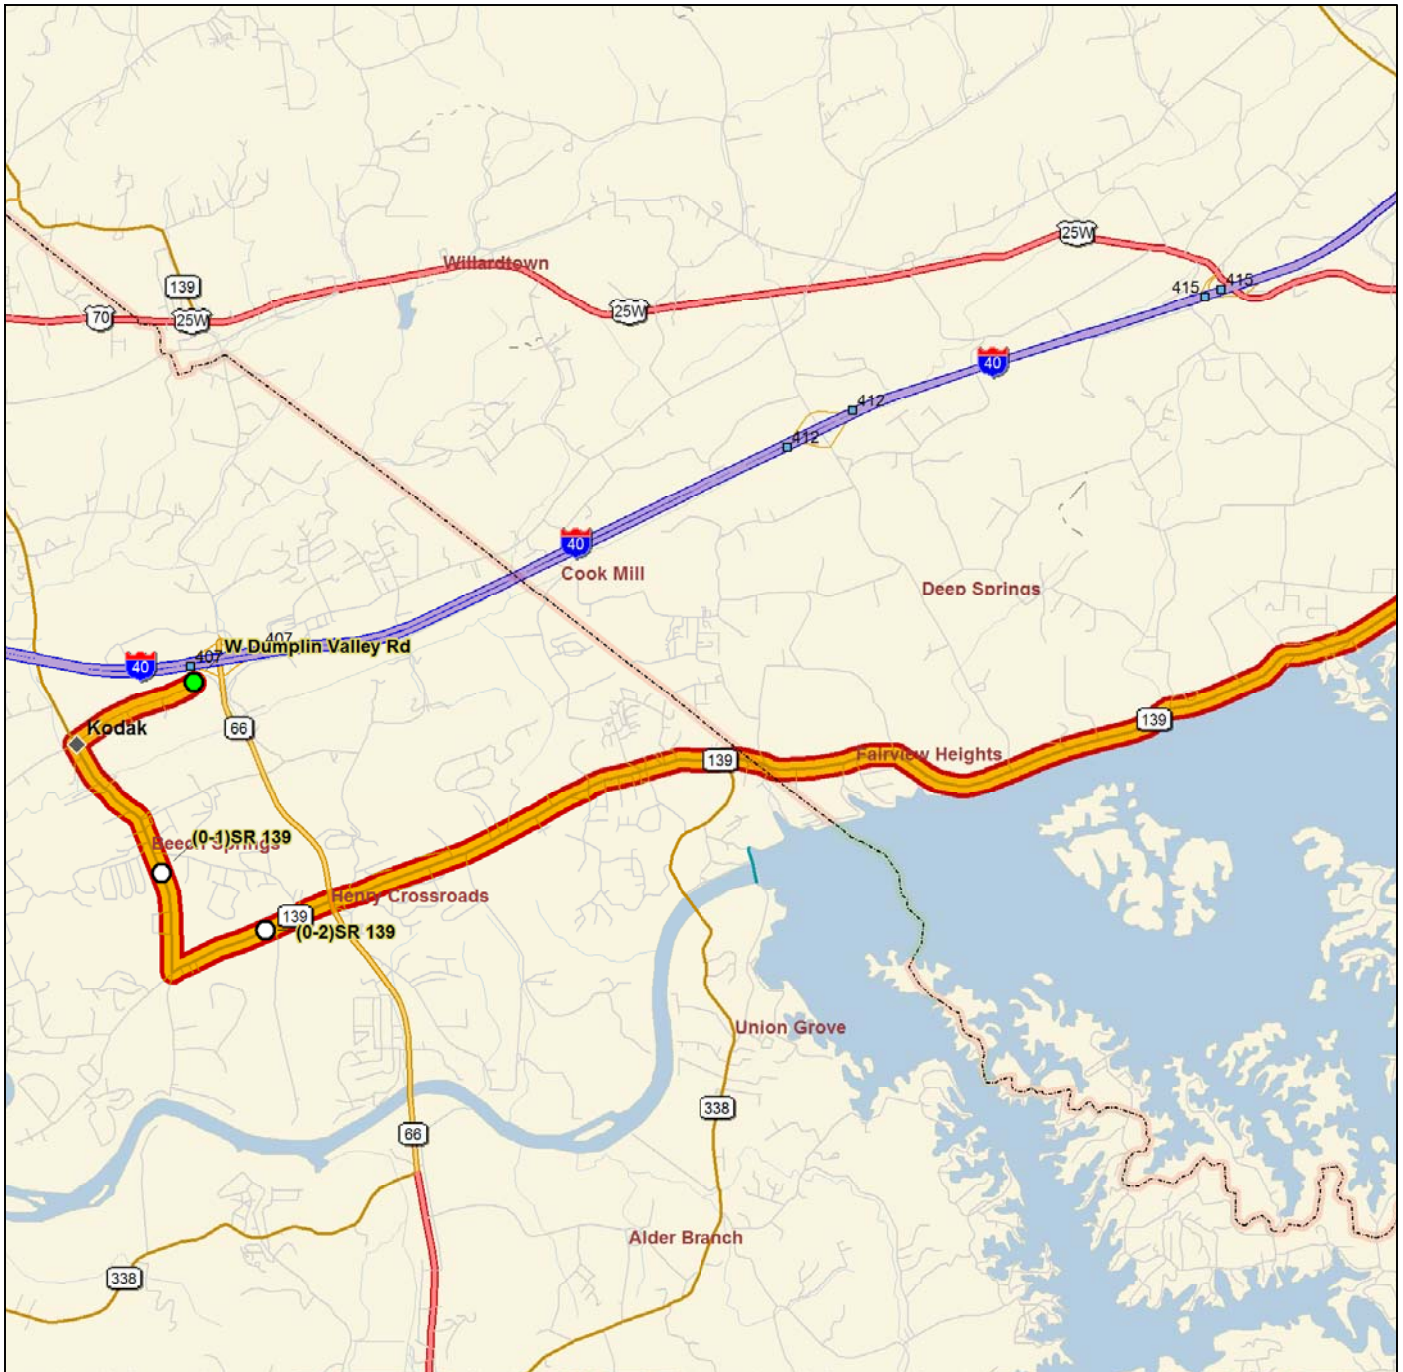 25W
415
415
Willardtown
139
70
25W
25W
40
412
412
40
Cook Mill
Deep Springs
407
W Dumplin Valley Rd
407
40
139
Kodak
66
139
Fairview Heights
(0-1)SR 139
Beech Springs
Henry Crossroads
139
(0-2)SR 139
Union Grove
338
66
Alder Branch
338